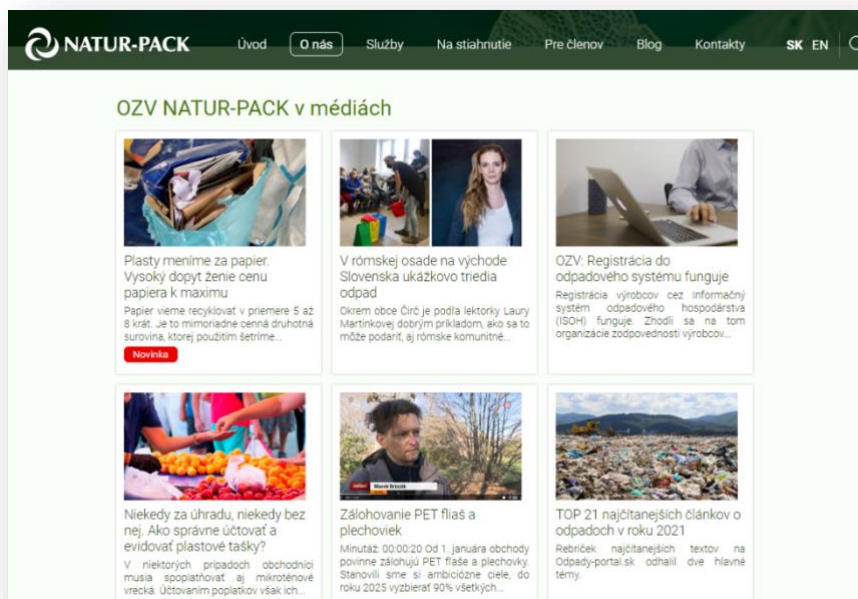 NATUR-PACK
Úvod
O nás
Služby
Na stiahnutie
Pre členov
Blog
Kontakty
SK EN
OZV NATUR-PACK v médiách
Plasty meníme za papier.
Vysoký dopyt ženie cenu
papiera k maximu
Papier vieme recyklovať v priemere 5 až
8 krát. Je to mimoriadne cenná druhotná
surovina, ktorej použitím šetríme...
Novinka
V rómskej osade na východe
Slovenska ukážkovo triedia
odpad
Okrem obce Čirč je podľa lektorky Laury
Martinkovej dobrým príkladom, ako sa to
môže podariť, aj rómske komunitné...
OZV: Registrácia do
odpadového systému funguje
Registrácia výrobcov cez Informačný
systém odpadového hospodárstva
(ISOH) funguje. Zhodli sa na tom
organizácie zodpovednosti výrobcov...
Niekedy za úhradu, niekedy bez
nej. Ako správne účtovať a
evidovať plastové tašky?
V niektorých prípadoch obchodníci
musia spoplatňovať aj mikroténové
vrecká. Účtovaním poplatkov však ich...
Zálohovanie PET fliaš a
plechoviek
Minutáž: 00:00:20 Od 1. januára obchody
povinne zálohujú PET fľaše a plechovky.
Stanovili sme si ambiciózne ciele, do
roku 2025 vyzbierať 90% všetkých...
TOP 21 najčítanejších článkov o
odpadoch v roku 2021
Rebríček najčítanejších textov na
Odpady-portal.sk odhalil dve hlavné
témy.